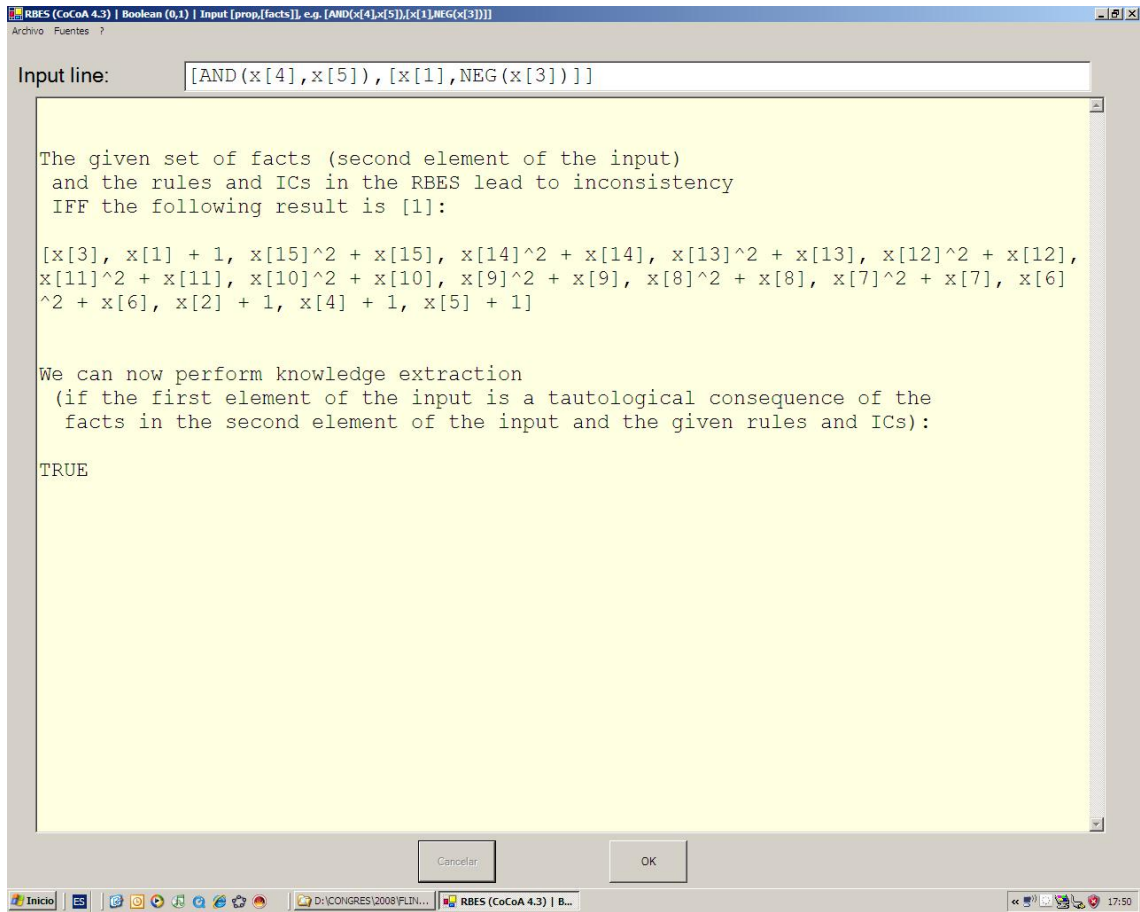 RBES (CoCoA 4.3) | Boolean (0,1) | Input [prop,[facts]], e.g. [AND(x[4],x[5]),[x[1],NEG(x[3])]]
Archivo Fuentes ?
Input line: [AND(x[4],x[5]),[x[1],NEG(x[3])]]
The given set of facts (second element of the input)
and the rules and ICs in the RBES lead to inconsistency
IFF the following result is [1]:
[x[3], x[1] + 1, x[15]^2 + x[15], x[14]^2 + x[14], x[13]^2 + x[13], x[12]^2 + x[12],
x[11]^2 + x[11], x[10]^2 + x[10], x[9]^2 + x[9], x[8]^2 + x[8], x[7]^2 + x[7], x[6]
^2 + x[6], x[2] + 1, x[4] + 1, x[5] + 1]
We can now perform knowledge extraction
(if the first element of the input is a tautological consequence of the
facts in the second element of the input and the given rules and ICs):
TRUE
Cancelar OK
Inicio ES D:\CONGRES\2008\FLIN... RBES (CoCoA 4.3) | B... 17:50